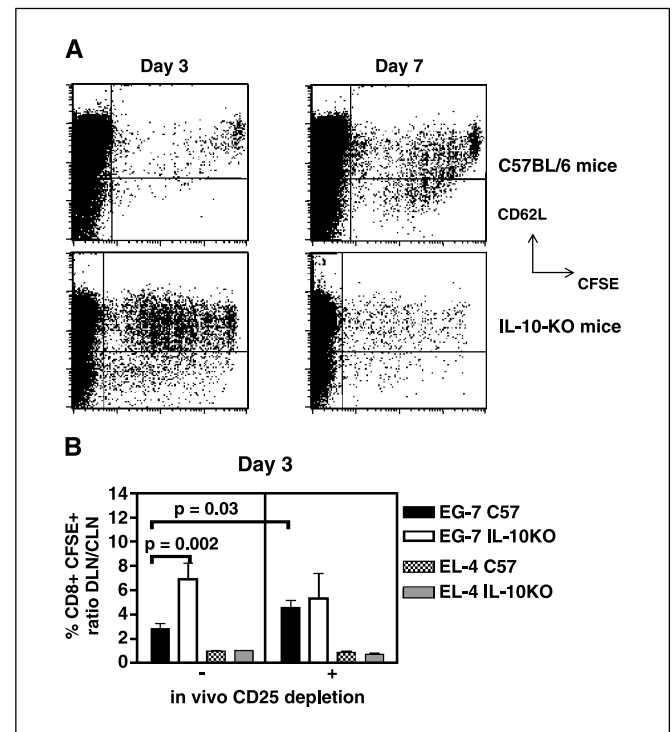 A
Day 3
Day 7
C57BL/6 mice
CD62L
CFSE
IL-10-KO mice
B
Day 3
% CD8+ CFSE+
ratio DLN/CLN
14
12
10
8
6
4
2
0
p = 0.03
p = 0.002
-
+
in vivo CD25 depletion
EG-7 C57
EG-7 IL-10KO
EL-4 C57
EL-4 IL-10KO